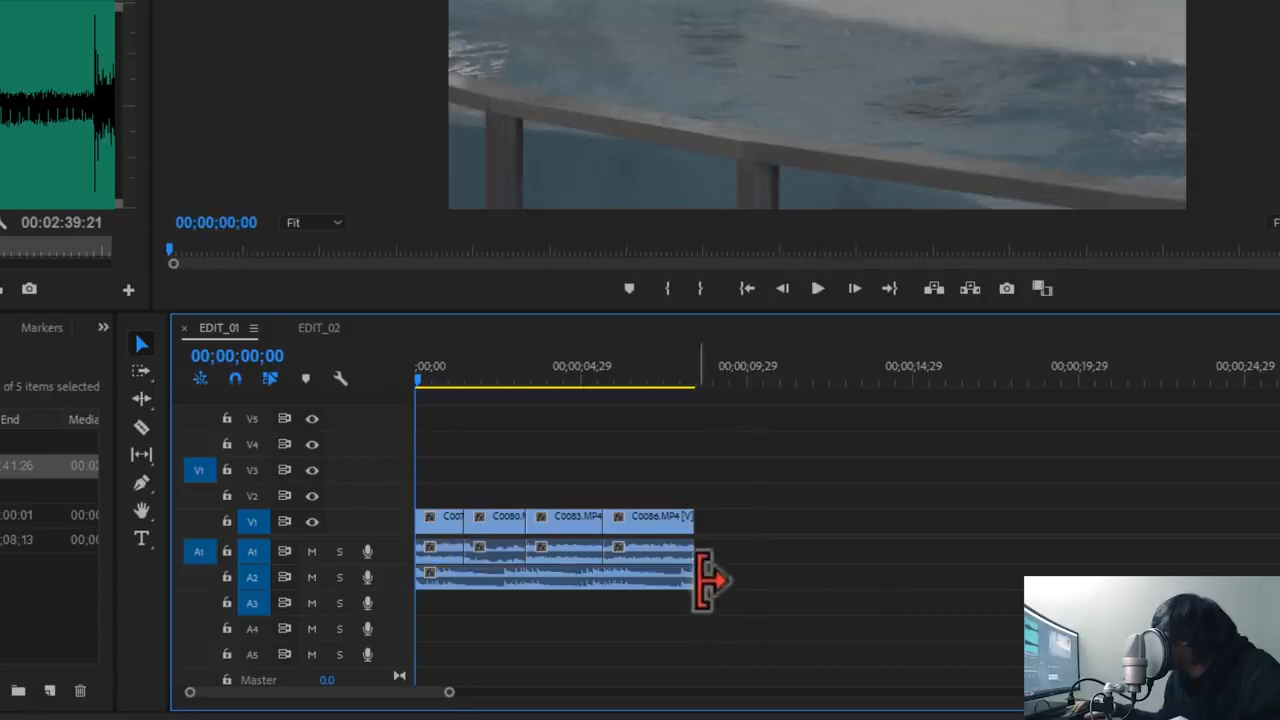 00:02:39:21
00;00;00;00
Fit
F
Markers
EDIT_01
EDIT_02
00;00;00;00
;00;00
00;00;04;29
00;00;09;29
00;00;14;29
00;00;19;29
00;00;24;29
of 5 items selected
End
Media
:41:26
00:02
:00:01
00:0
;08;13
00;0
V5
V4
V1
V3
V2
V1
C007
C0080.M
C0083.MP4
C0086.MP4 [V]
A1
A1
M
S
A2
M
S
A3
M
S
A4
M
S
A5
M
S
Master
0.0